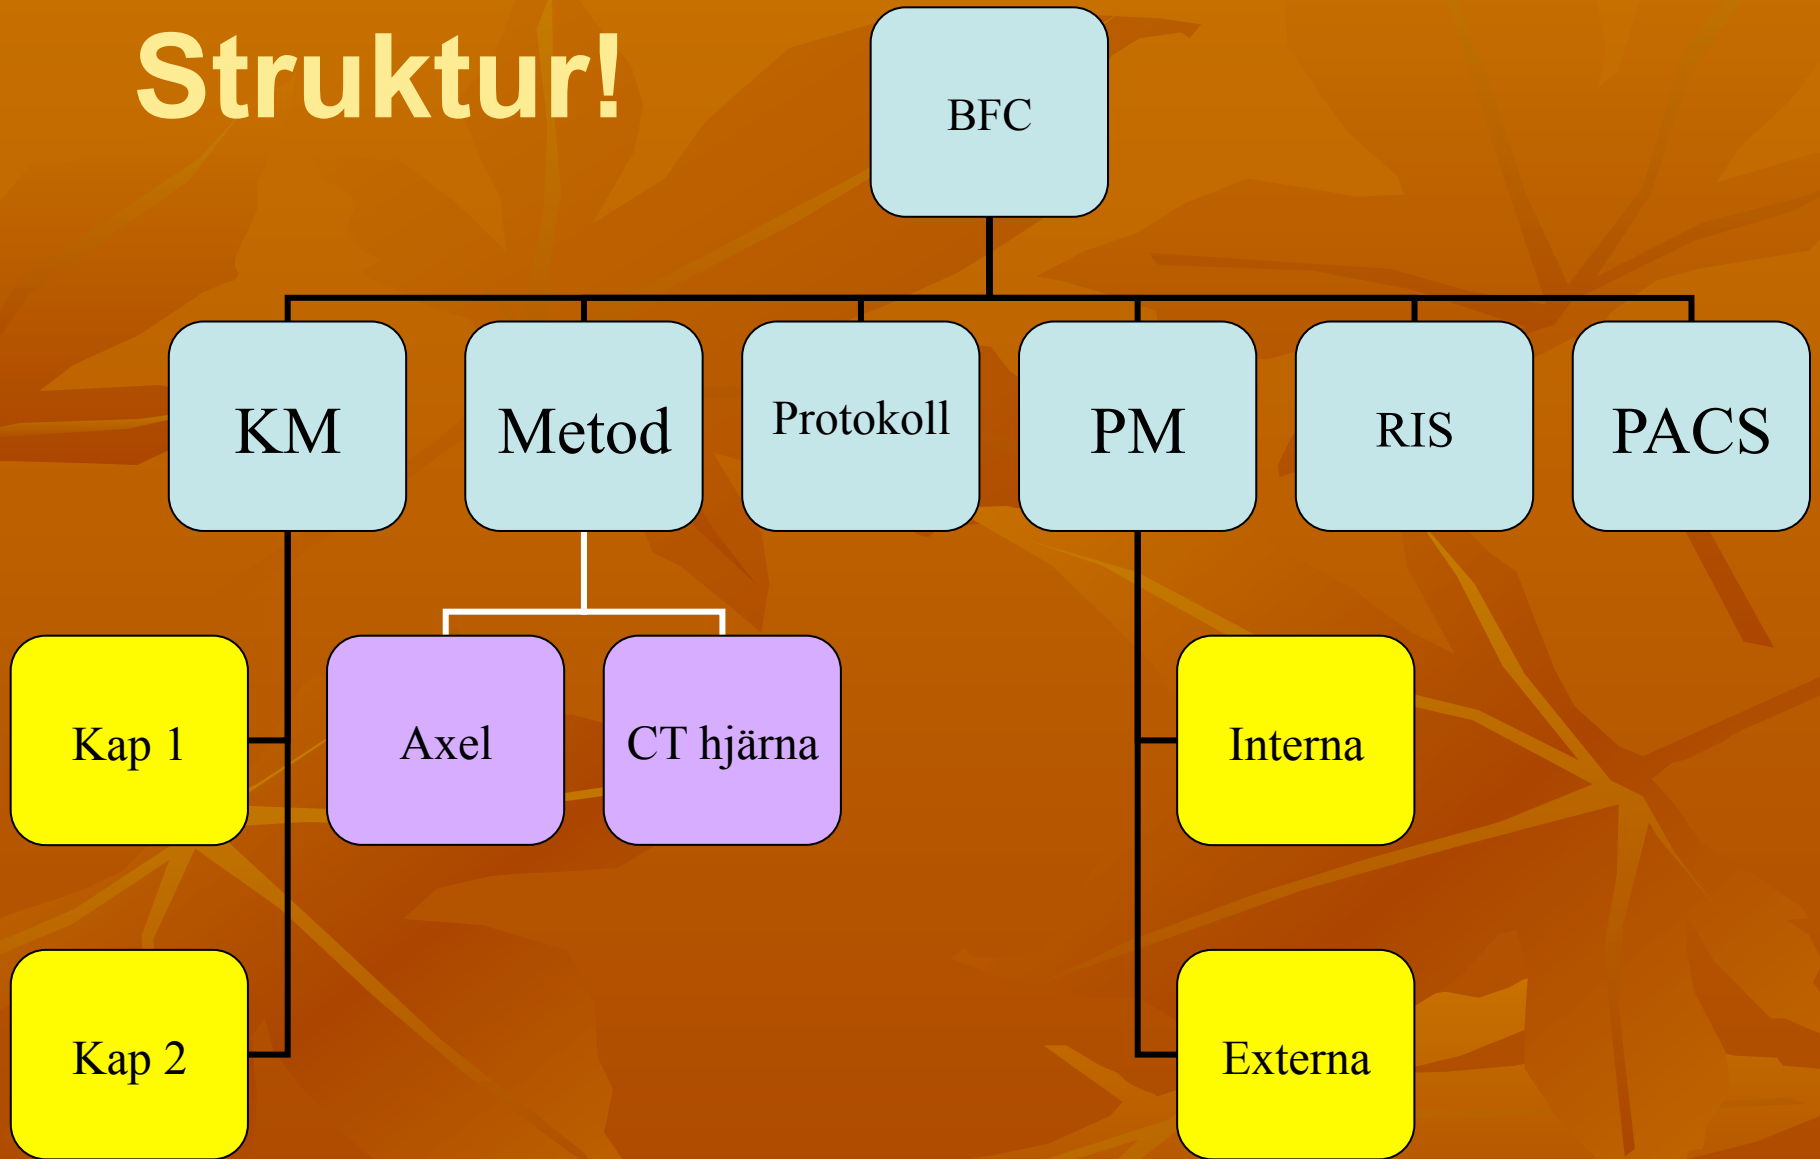 Struktur!
BFC
KM
Metod
Protokoll
PM
RIS
PACS
Kap 1
Axel
CT hjärna
Interna
Kap 2
Externa